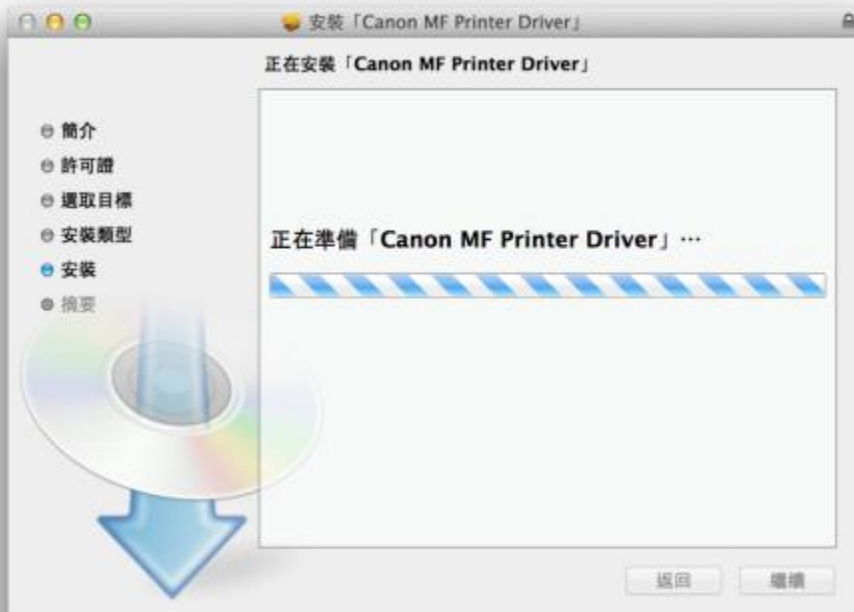 安裝「Canon MF Printer Driver」
正在安裝「Canon MF Printer Driver」
簡介
許可證
選取目標
安裝類型
安裝
摘要
正在準備「Canon MF Printer Driver」⋯
返回
繼續